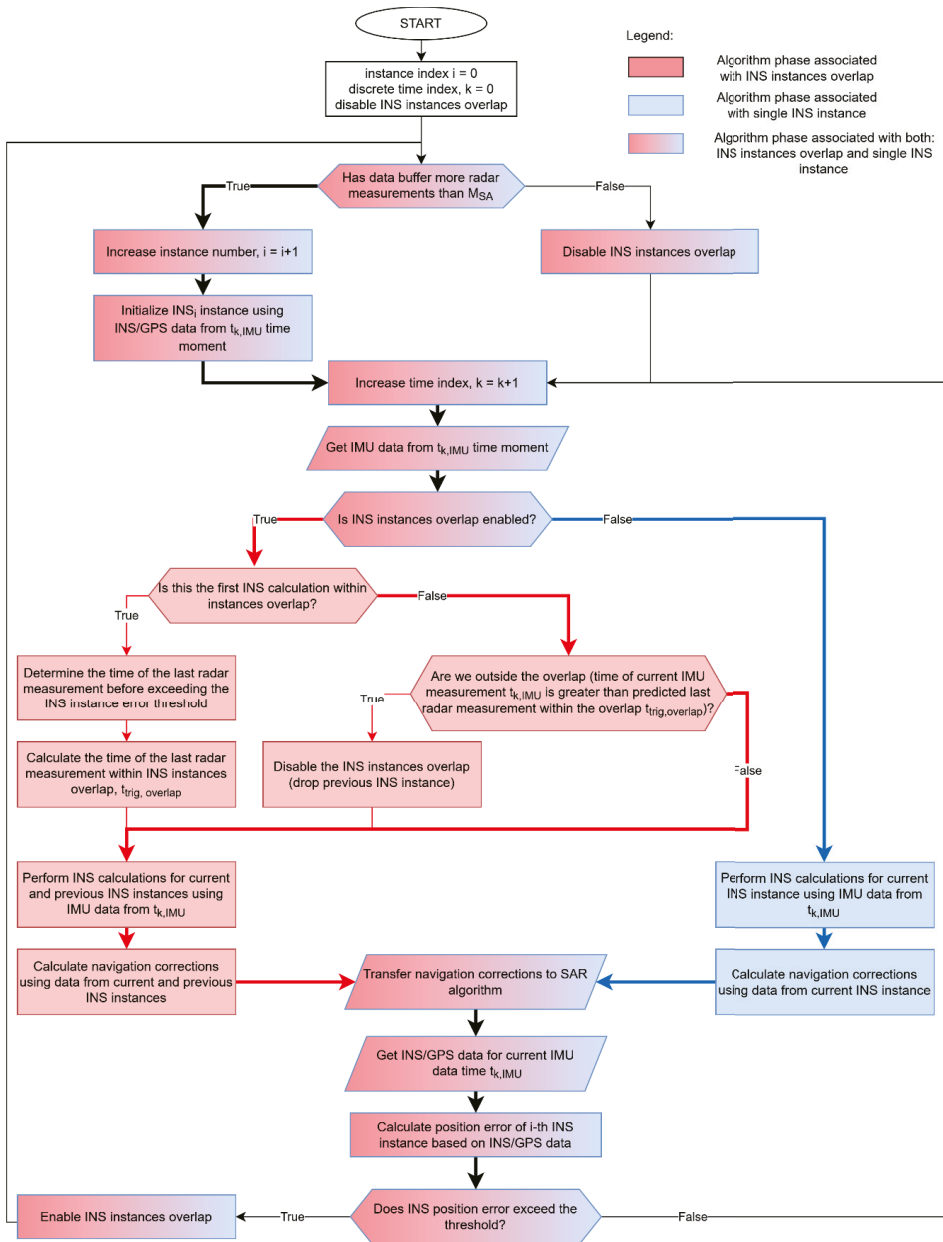 START
Legend:
instance index i = 0
discrete time index, k = 0
disable INS instances overlap
Algorithm phase associated
with INS instances overlap
Algorithm phase associated
with single INS instance
Algorithm phase associated with both:
INS instances overlap and single INS
instance
Has data buffer more radar
measurements than M_SA
True
False
Increase instance number, i = i+1
Disable INS instances overlap
Initialize INS_i instance using
INS/GPS data from t_k,IMU time
moment
Increase time index, k = k+1
Get IMU data from t_k,IMU time moment
Is INS instances overlap enabled?
True
False
Is this the first INS calculation within
instances overlap?
True
False
Determine the time of the last radar
measurement before exceeding the
INS instance error threshold
Are we outside the overlap (time of current IMU
measurement t_k,IMU is greater than predicted last
radar measurement within the overlap t_trig,overlap)?
True
False
Calculate the time of the last radar
measurement within INS instances
overlap, t_trig, overlap
Disable the INS instances overlap
(drop previous INS instance)
Perform INS calculations for current
and previous INS instances using
IMU data from t_k,IMU
Perform INS calculations for current
INS instance using IMU data from
t_k,IMU
Calculate navigation corrections
using data from current and previous
INS instances
Transfer navigation corrections to SAR
algorithm
Calculate navigation corrections
using data from current INS instance
Get INS/GPS data for current IMU
data time t_k,IMU
Calculate position error of i-th INS
instance based on INS/GPS data
Does INS position error exceed the
threshold?
True
False
Enable INS instances overlap